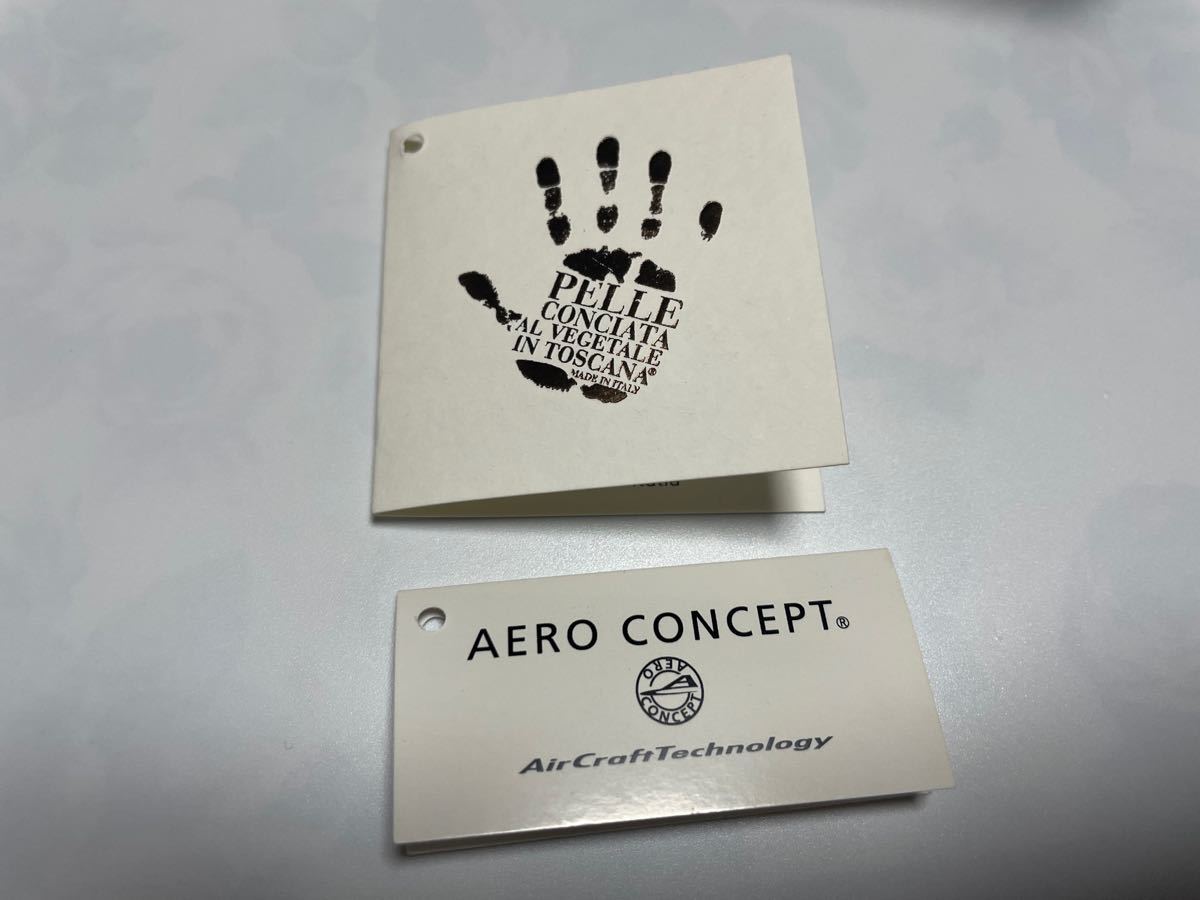 PELLE
CONCIATA
AL VEGETALE
IN TOSCANA®
MADE IN ITALY
AERO CONCEPT®
AERO
CONCEPT
AirCraftTechnology